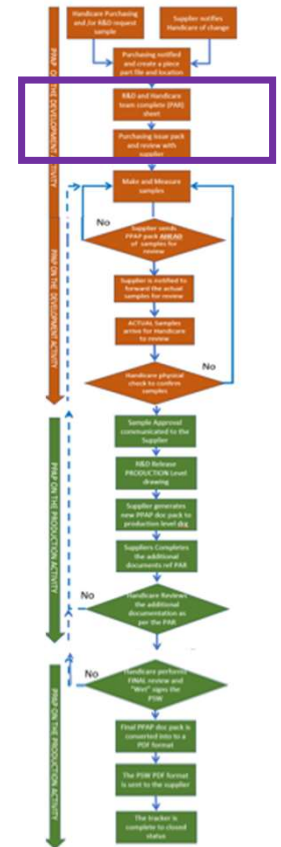 Handicare Purchasing
and /or R&D request
sample
Supplier notifies
Handicare of change
Purchasing notified
and create a piece
part file and location
R&D and Handicare
team complete (PAR)
sheet
Purchasing issue pack
and review with
supplier
Make and Measure
samples
No
Supplier sends
PPAP pack AHEAD
of samples for
review
Supplier is notified to
forward the actual
samples for review
ACTUAL Samples
arrive for Handicare
to review
No
Handicare physical
check to confirm
samples
PPAP ON THE DEVELOPMENT ACTIVITY
PPAP ON THE DEVELOPMENT ACTIVITY
Sample Approval
communicated to the
Supplier
R&D Release
PRODUCTION Level
drawing
Supplier generates
new PPAP doc pack to
production level drg
Suppliers Completes
the additional
documents ref PAR
No
Handicare Reviews
the additional
documentation as
per the PAR
PPAP ON THE PRODUCTION ACTIVITY
No
Handicare performs
FINAL review and
"Wet" signs the
PSW
Final PPAP doc pack is
converted into to a
PDF format
The PSW PDF format
is sent to the supplier
The tracker is
complete to closed
status
PPAP ON THE PRODUCTION ACTIVITY